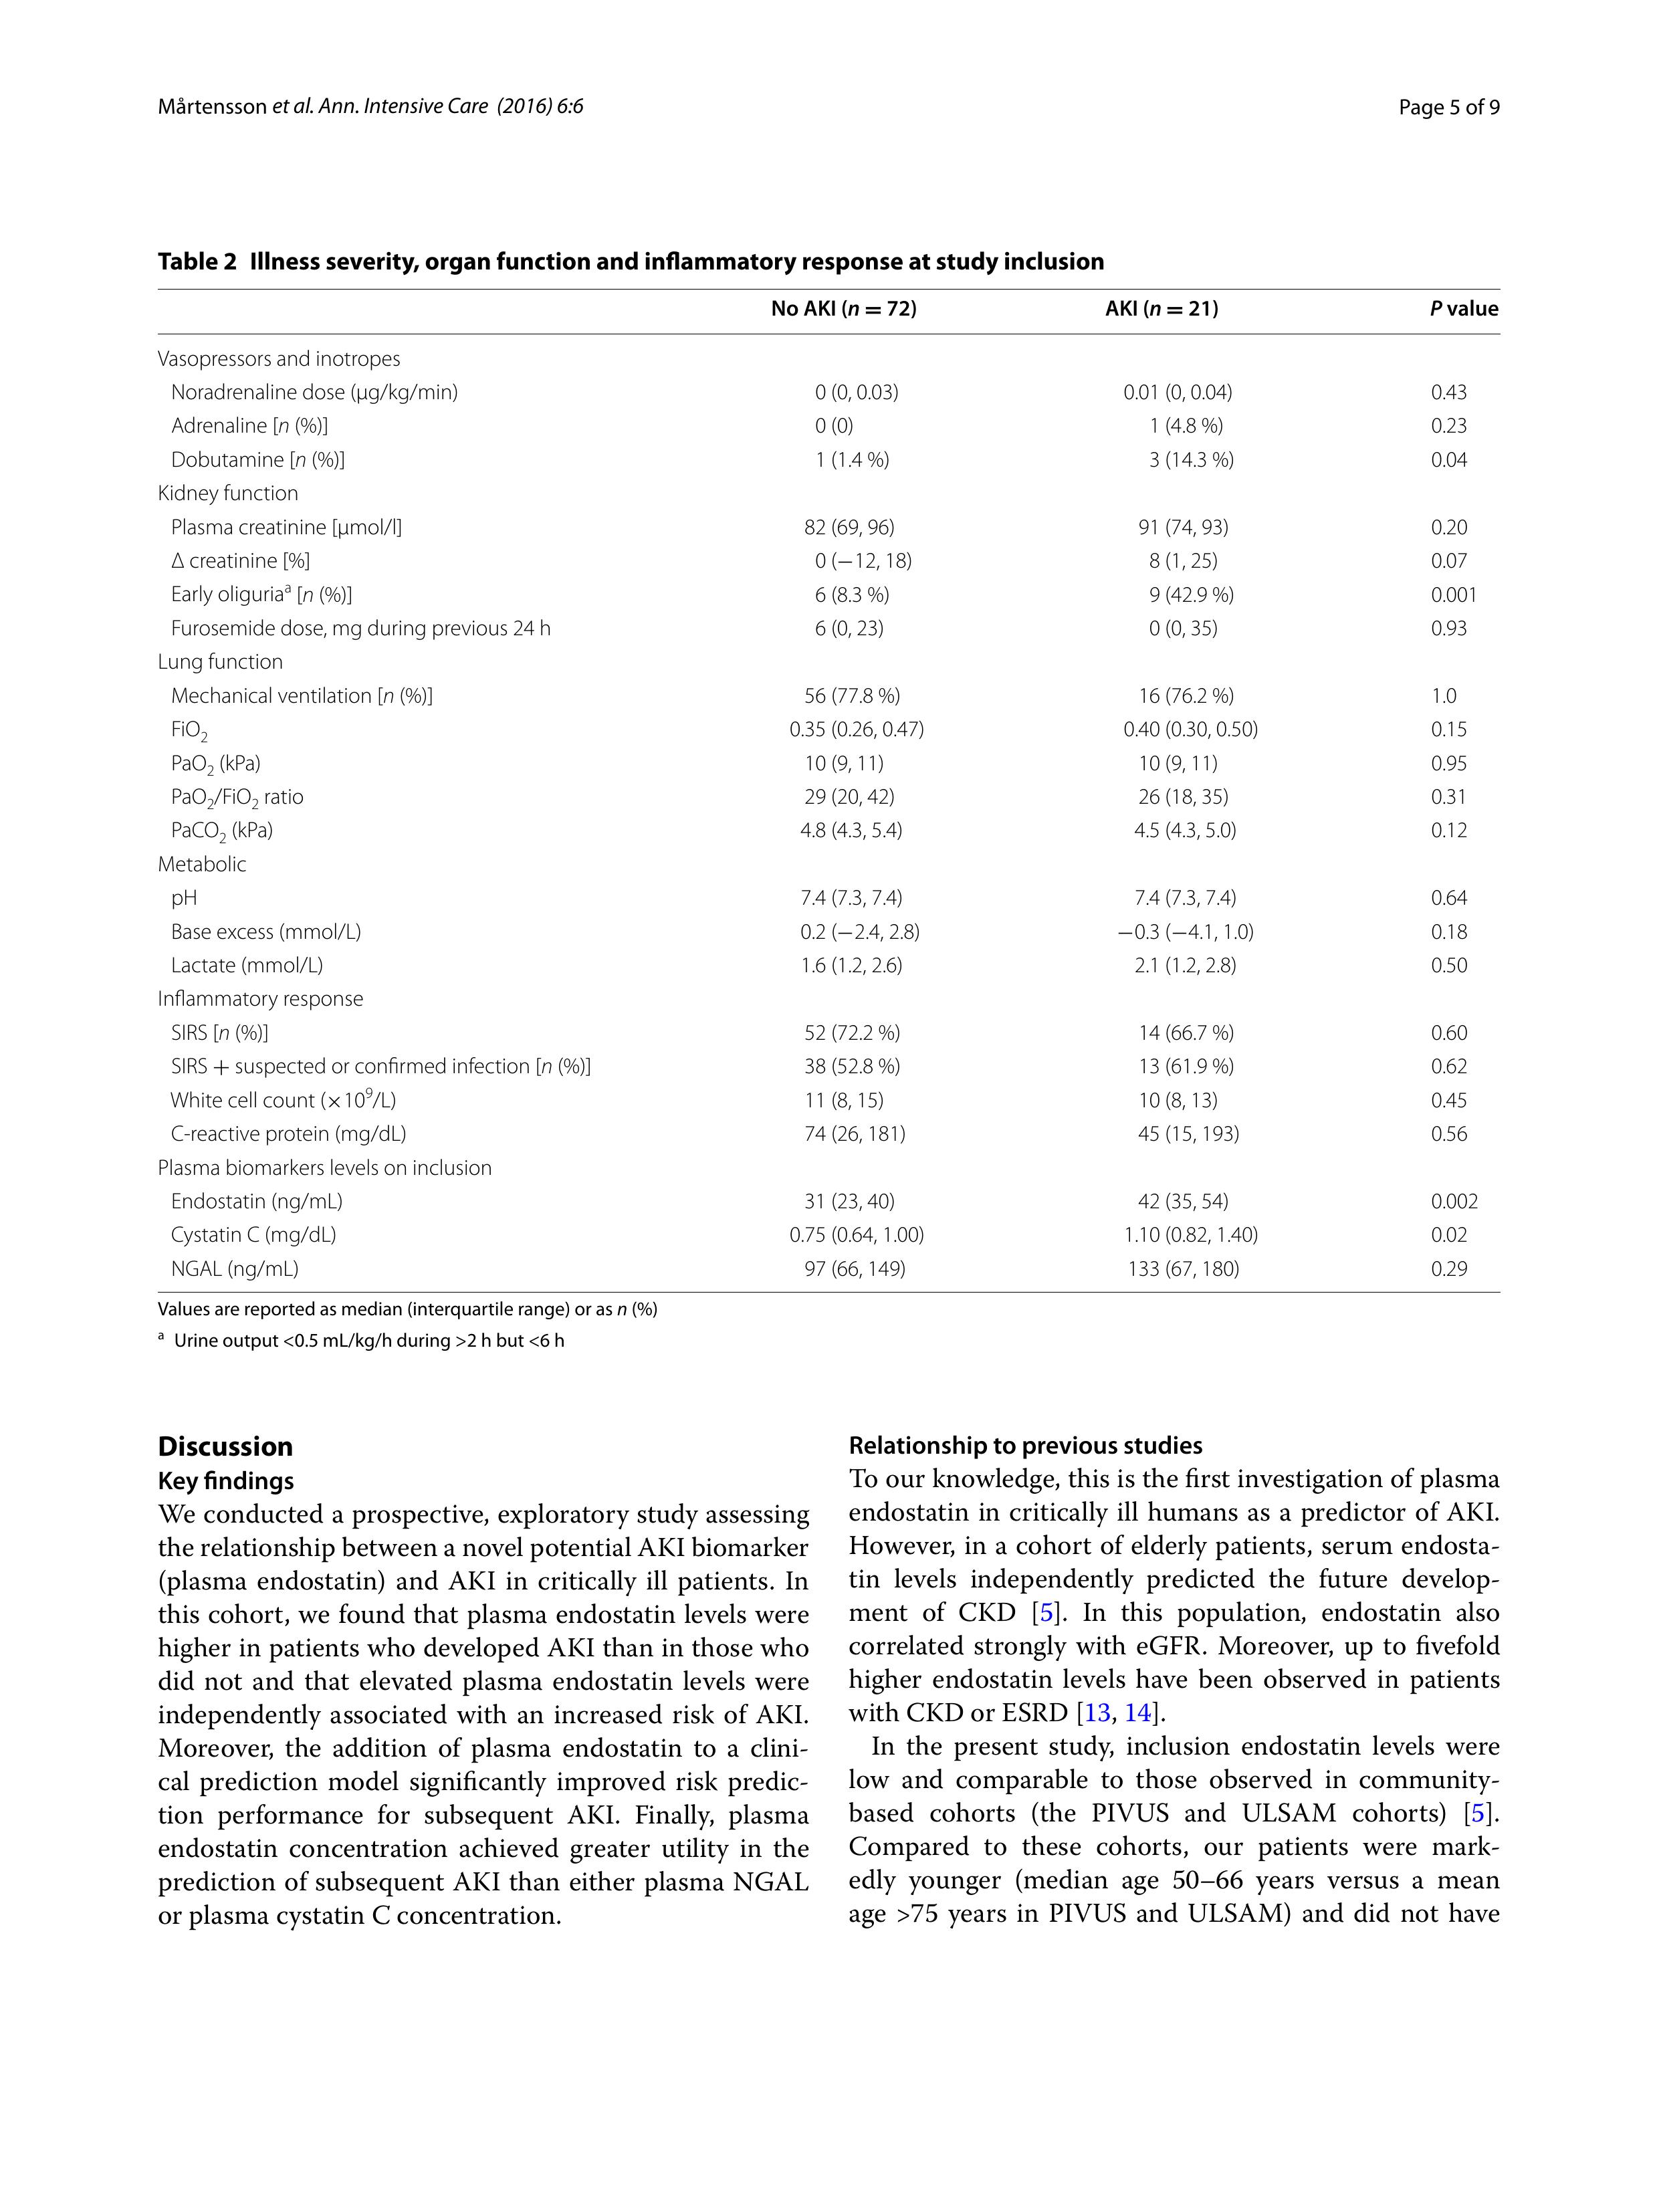 Mårtensson et al. Ann. Intensive Care (2016) 6:6
Page 5 of 9
Table 2 Illness severity, organ function and inflammatory response at study inclusion
No AKI (n = 72) AKI (n = 21) P value
Vasopressors and inotropes
Noradrenaline dose (μg/kg/min) 0 (0, 0.03) 0.01 (0, 0.04) 0.43
Adrenaline [n (%)] 0 (0) 1 (4.8 %) 0.23
Dobutamine [n (%)] 1 (1.4 %) 3 (14.3 %) 0.04
Kidney function
Plasma creatinine [μmol/l] 82 (69, 96) 91 (74, 93) 0.20
Δ creatinine [%] 0 (−12, 18) 8 (1, 25) 0.07
Early oliguriaᵃ [n (%)] 6 (8.3 %) 9 (42.9 %) 0.001
Furosemide dose, mg during previous 24 h 6 (0, 23) 0 (0, 35) 0.93
Lung function
Mechanical ventilation [n (%)] 56 (77.8 %) 16 (76.2 %) 1.0
FiO₂ 0.35 (0.26, 0.47) 0.40 (0.30, 0.50) 0.15
PaO₂ (kPa) 10 (9, 11) 10 (9, 11) 0.95
PaO₂/FiO₂ ratio 29 (20, 42) 26 (18, 35) 0.31
PaCO₂ (kPa) 4.8 (4.3, 5.4) 4.5 (4.3, 5.0) 0.12
Metabolic
pH 7.4 (7.3, 7.4) 7.4 (7.3, 7.4) 0.64
Base excess (mmol/L) 0.2 (−2.4, 2.8) −0.3 (−4.1, 1.0) 0.18
Lactate (mmol/L) 1.6 (1.2, 2.6) 2.1 (1.2, 2.8) 0.50
Inflammatory response
SIRS [n (%)] 52 (72.2 %) 14 (66.7 %) 0.60
SIRS + suspected or confirmed infection [n (%)] 38 (52.8 %) 13 (61.9 %) 0.62
White cell count (×10⁹/L) 11 (8, 15) 10 (8, 13) 0.45
C-reactive protein (mg/dL) 74 (26, 181) 45 (15, 193) 0.56
Plasma biomarkers levels on inclusion
Endostatin (ng/mL) 31 (23, 40) 42 (35, 54) 0.002
Cystatin C (mg/dL) 0.75 (0.64, 1.00) 1.10 (0.82, 1.40) 0.02
NGAL (ng/mL) 97 (66, 149) 133 (67, 180) 0.29
Values are reported as median (interquartile range) or as n (%)
ᵃ Urine output <0.5 mL/kg/h during >2 h but <6 h
Discussion
Key findings
We conducted a prospective, exploratory study assessing
the relationship between a novel potential AKI biomarker
(plasma endostatin) and AKI in critically ill patients. In
this cohort, we found that plasma endostatin levels were
higher in patients who developed AKI than in those who
did not and that elevated plasma endostatin levels were
independently associated with an increased risk of AKI.
Moreover, the addition of plasma endostatin to a clini-
cal prediction model significantly improved risk predic-
tion performance for subsequent AKI. Finally, plasma
endostatin concentration achieved greater utility in the
prediction of subsequent AKI than either plasma NGAL
or plasma cystatin C concentration.
Relationship to previous studies
To our knowledge, this is the first investigation of plasma
endostatin in critically ill humans as a predictor of AKI.
However, in a cohort of elderly patients, serum endosta-
tin levels independently predicted the future develop-
ment of CKD [5]. In this population, endostatin also
correlated strongly with eGFR. Moreover, up to fivefold
higher endostatin levels have been observed in patients
with CKD or ESRD [13, 14].
In the present study, inclusion endostatin levels were
low and comparable to those observed in community-
based cohorts (the PIVUS and ULSAM cohorts) [5].
Compared to these cohorts, our patients were mark-
edly younger (median age 50–66 years versus a mean
age >75 years in PIVUS and ULSAM) and did not have